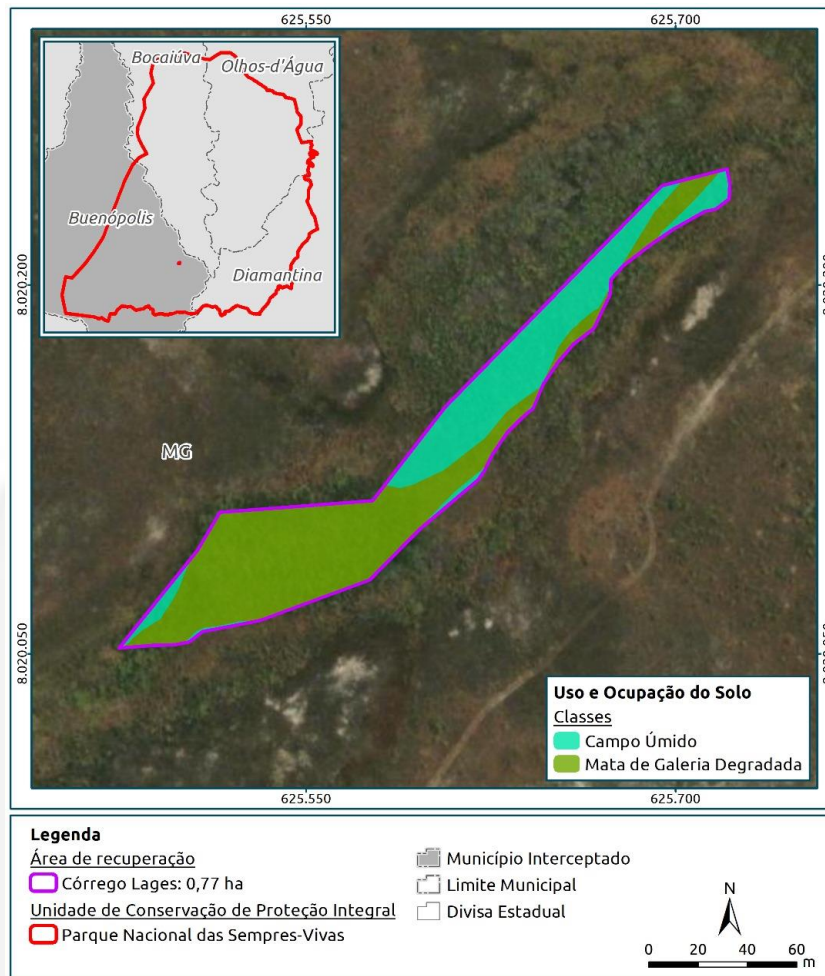 625,550
625,700
Bocaiúva
Olhos-d'Água
Buenópolis
Diamantina
8.020.200
MG
8.020.050
Uso e Ocupação do Solo
Classes
Campo Úmido
Mata de Galeria Degradada
625,550
625,700
Legenda
Área de recuperação
Córrego Lages: 0,77 ha
Unidade de Conservação de Proteção Integral
Parque Nacional das Sempres-Vivas
Município Interceptado
Limite Municipal
Divisa Estadual
N
0 20 40 60
m